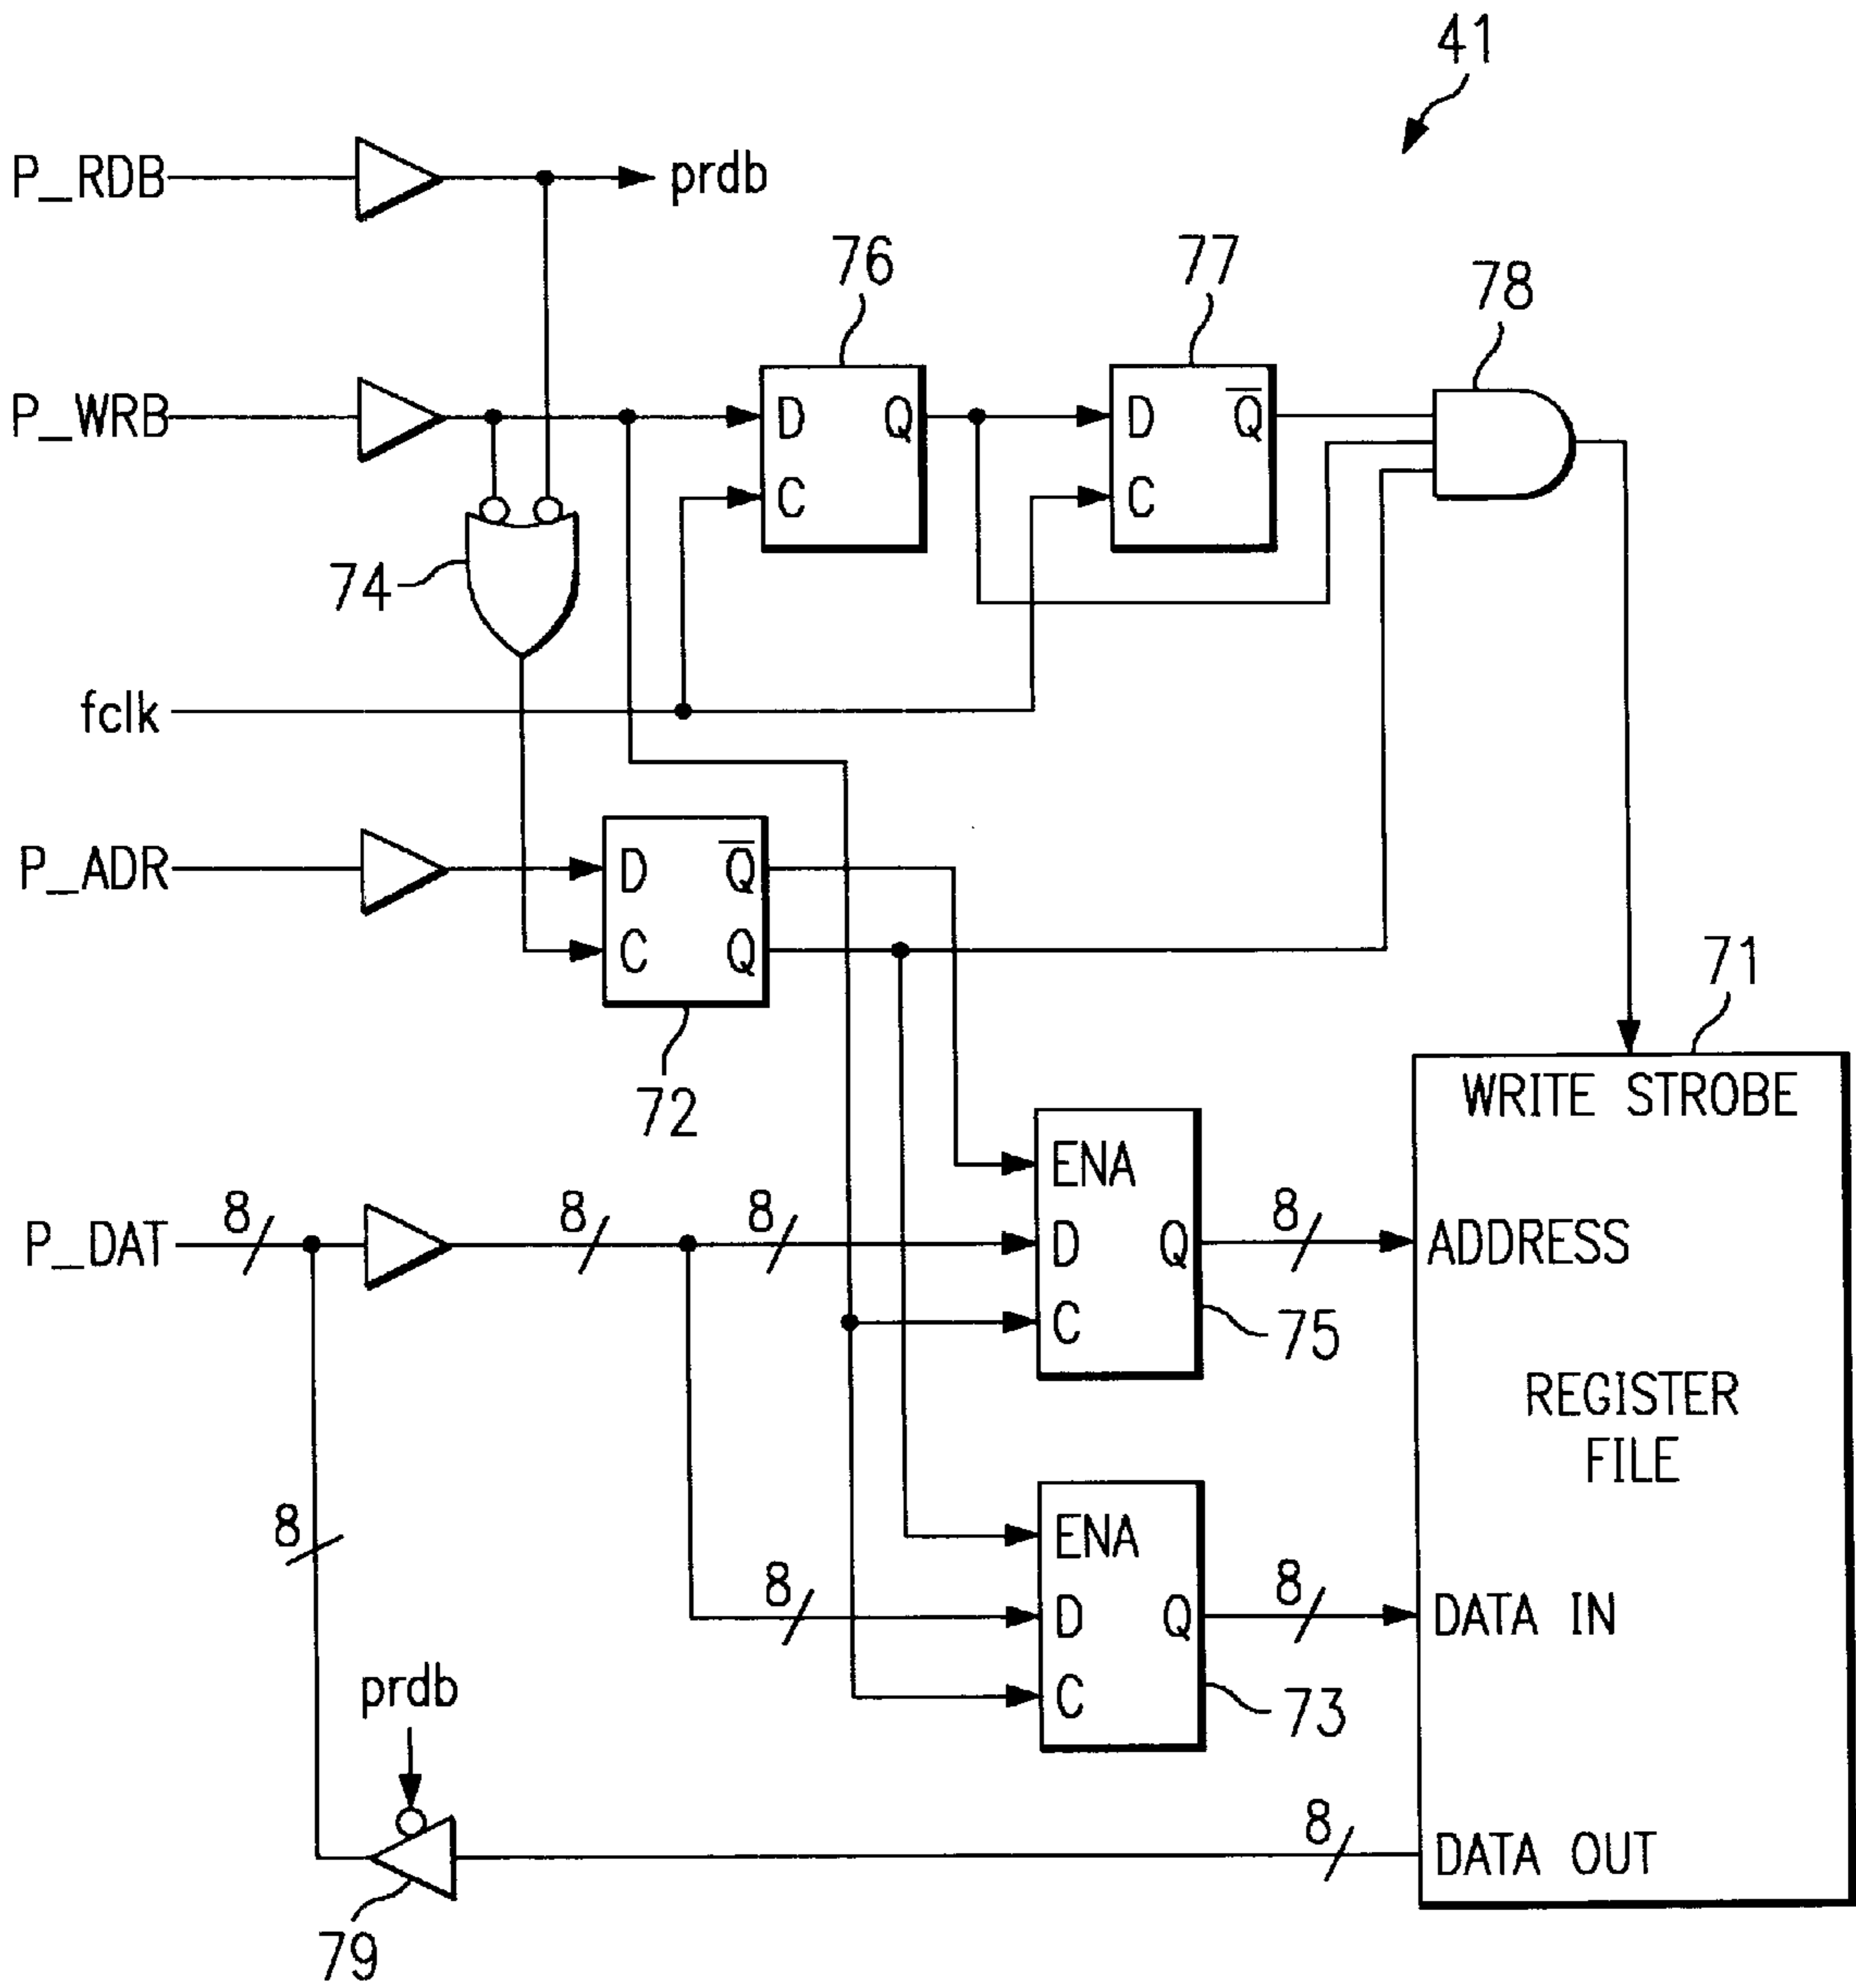 41
P_RDB
prdb
76
77
78
P_WRB
D Q
D Q̅
C
C
74
fclk
P_ADR
D Q̅
C Q
71
72
WRITE STROBE
ENA
P_DAT
8
8
8
D Q
8
ADDRESS
C
75
REGISTER
FILE
8
ENA
8
D Q
8
DATA IN
prdb
C
73
8
DATA OUT
79